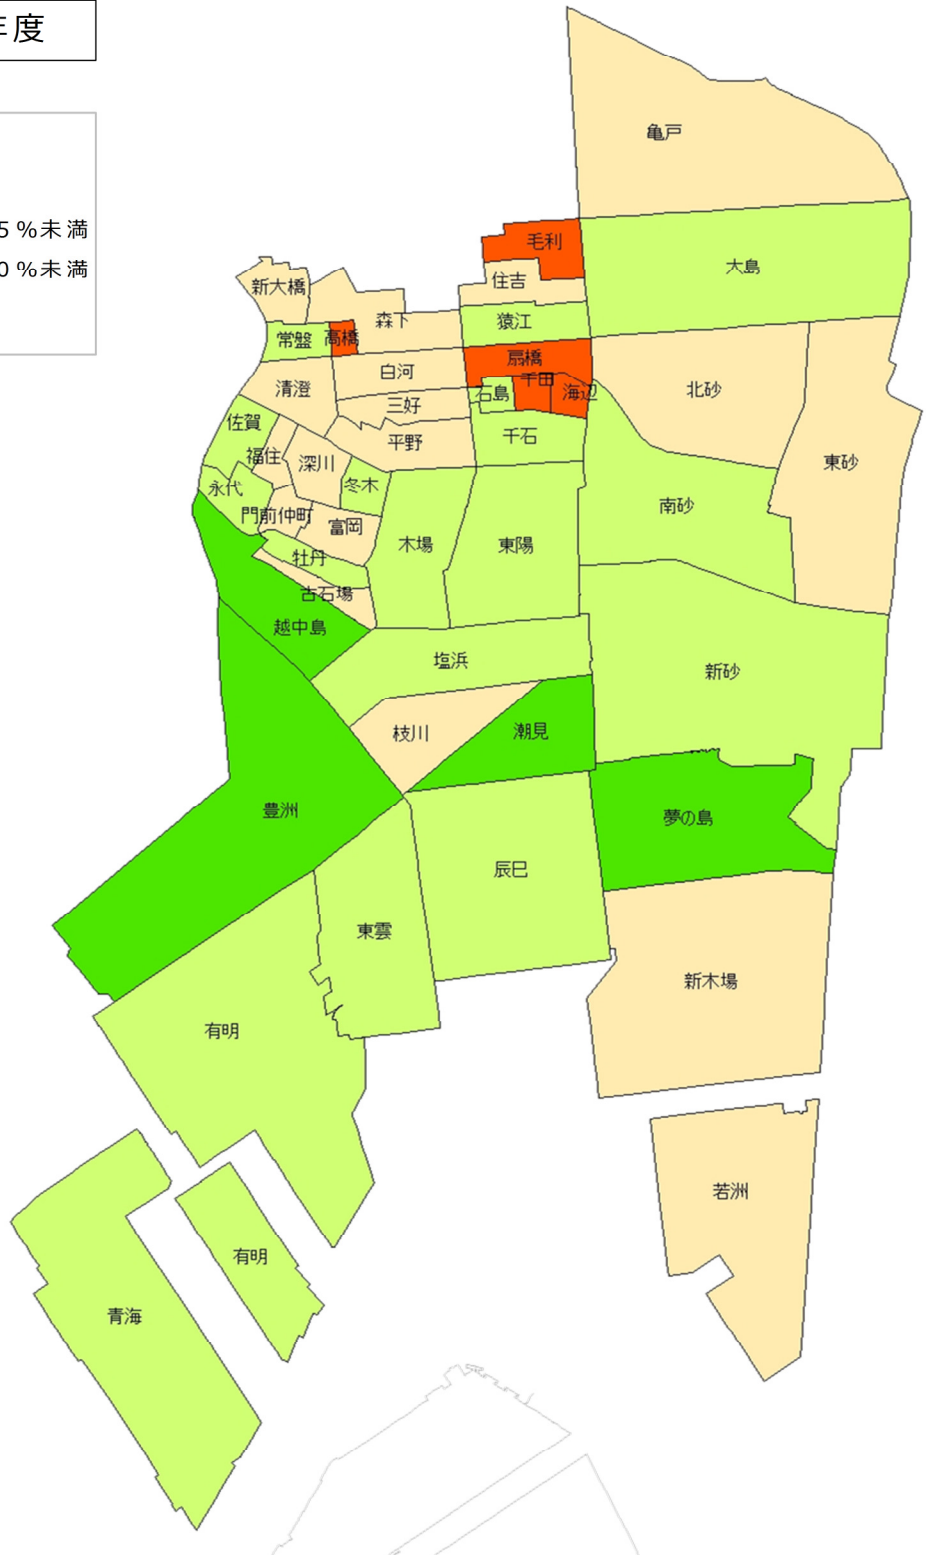 年度
5％未満
0％未満
亀戸
毛利
大島
住吉
新大橋
猿江
森下
常盤
高橋
扇橋
白河
千田
清澄
石島
海辺
北砂
三好
佐賀
千石
平野
福住
深川
東砂
冬木
永代
南砂
門前仲町
富岡
木場
東陽
牡丹
古石場
越中島
塩浜
新砂
枝川
潮見
豊洲
夢の島
辰巳
東雲
新木場
有明
若洲
有明
青海